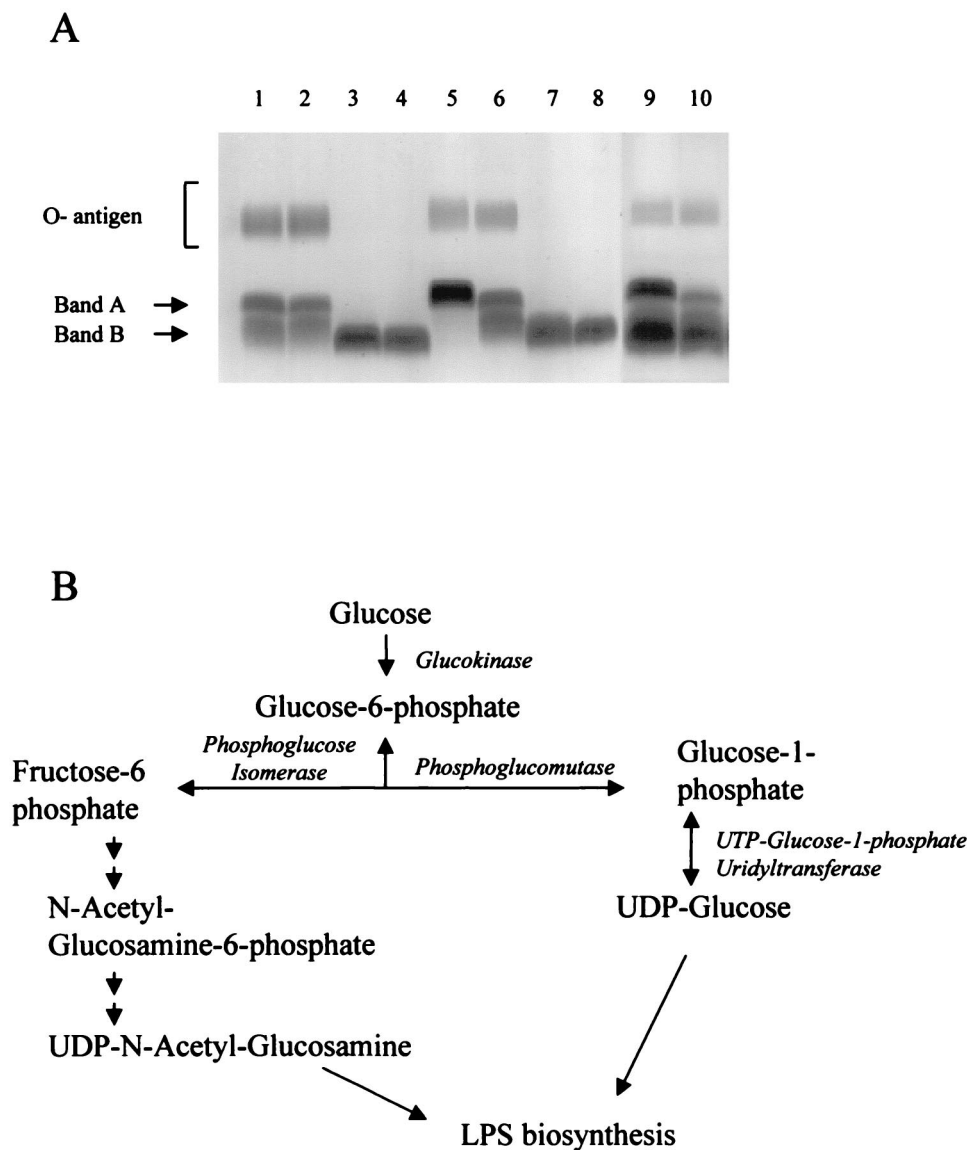 A
1 2 3 4 5 6 7 8 9 10
O- antigen
Band A
Band B
B
Glucose
Glucokinase
Glucose-6-phosphate
Phosphoglucose
Isomerase
Phosphoglucomutase
Fructose-6
phosphate
Glucose-1-
phosphate
UTP-Glucose-1-phosphate
Uridyltransferase
N-Acetyl-
Glucosamine-6-phosphate
UDP-Glucose
UDP-N-Acetyl-Glucosamine
LPS biosynthesis